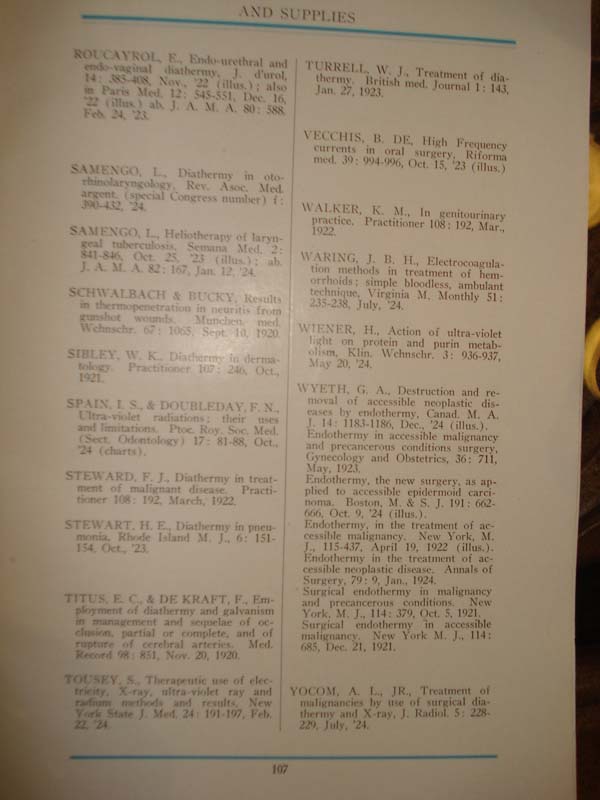 AND SUPPLIES
ROUCAYROL, E., Endo-urethral and
endo-vaginal diathermy, J. d'urol,
14: 385-408, Nov., '22 (illus.); also
in Paris Med. 12: 545-551, Dec. 16,
'22 (illus.) ab. J. A. M. A. 80: 588,
Feb. 24, '23.
SAMENGO, L., Diathermy in oto-
rhinolaryngology, Rev. Asoc. Med.
argent. (special Congress number) f:
390-432, '24.
SAMENGO, L., Heliotherapy of laryn-
geal tuberculosis, Semana Med. 2:
841-846, Oct. 25, '23 (illus.); ab.
J. A. M. A. 82: 167, Jan. 12, '24.
SCHWALBACH & BUCKY, Results
in thermopenetration in neuritis from
gunshot wounds. Munchen med.
Wchnschr. 67: 1065, Sept. 10, 1920.
SIBLEY, W. K., Diathermy in derma-
tology. Practitioner 107: 246, Oct.,
1921.
SPAIN, I. S., & DOUBLEDAY, F. N.,
Ultra-violet radiations; their uses
and limitations. Proc. Roy. Soc. Med.
(Sect. Odontology) 17: 81-88, Oct.,
'24 (charts).
STEWARD, F. J., Diathermy in treat-
ment of malignant disease. Practi-
tioner 108: 192, March, 1922.
STEWART, H. E., Diathermy in pneu-
monia, Rhode Island M. J., 6: 151-
154, Oct., '23.
TITUS, E. C., & DE KRAFT, F., Em-
ployment of diathermy and galvanism
in management and sequelae of oc-
clusion, partial or complete, and of
rupture of cerebral arteries. Med.
Record 98: 851, Nov. 20, 1920.
TOUSEY, S., Therapeutic use of elec-
tricity, X-ray, ultra-violet ray and
radium methods and results, New
York State J. Med. 24: 191-197, Feb.
22, '24.
TURRELL, W. J., Treatment of dia-
thermy. British med. Journal 1: 143,
Jan. 27, 1923.
VECCHIS, B. DE, High Frequency
currents in oral surgery, Riforma
med. 39: 994-996, Oct. 15, '23 (illus.)
WALKER, K. M., In genitourinary
practice. Practitioner 108: 192, Mar.,
1922.
WARING, J. B. H., Electrocoagula-
tion methods in treatment of hem-
orrhoids; simple bloodless, ambulant
technique, Virginia M. Monthly 51:
235-238, July, '24.
WIENER, H., Action of ultra-violet
light on protein and purin metab-
olism, Klin. Wchnschr. 3: 936-937,
May 20, '24.
WYETH, G. A., Destruction and re-
moval of accessible neoplastic dis-
eases by endothermy, Canad. M. A.
J. 14: 1183-1186, Dec., '24 (illus.).
Endothermy in accessible malignancy
and precancerous conditions surgery,
Gynecology and Obstetrics, 36: 711,
May, 1923.
Endothermy, the new surgery, as ap-
plied to accessible epidermoid carci-
noma. Boston, M. & S. J. 191: 662-
666, Oct. 9, '24 (illus.).
Endothermy, in the treatment of ac-
cessible malignancy. New York, M.
J., 115-437, April 19, 1922 (illus.).
Endothermy in the treatment of ac-
cessible neoplastic disease. Annals of
Surgery, 79: 9, Jan., 1924.
Surgical endothermy in malignancy
and precancerous conditions. New
York, M. J., 114: 379, Oct. 5, 1921.
Surgical endothermy in accessible
malignancy. New York M. J., 114:
685, Dec. 21, 1921.
YOCOM, A. L., JR., Treatment of
malignancies by use of surgical dia-
thermy and X-ray, J. Radiol. 5: 228-
229, July, '24.
107